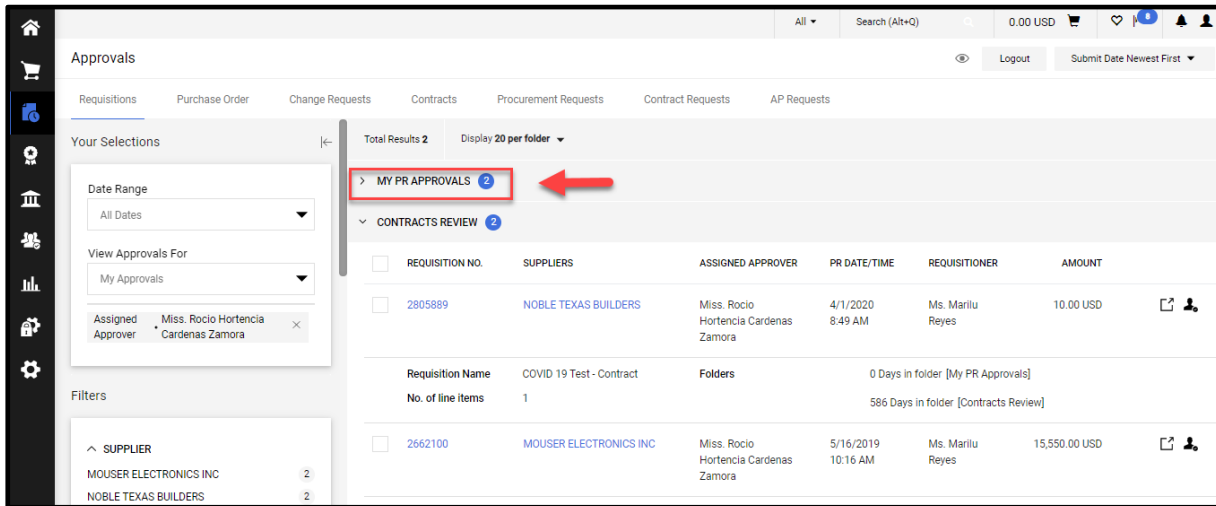 All Search (Alt+Q) 0.00 USD 8
Approvals Logout Submit Date Newest First
Requisitions Purchase Order Change Requests Contracts Procurement Requests Contract Requests AP Requests
Your Selections
Total Results 2 Display 20 per folder
Date Range
All Dates
View Approvals For
My Approvals
Assigned Approver • Miss. Rocio Hortencia Cardenas Zamora
Filters
SUPPLIER
MOUSER ELECTRONICS INC 2
NOBLE TEXAS BUILDERS 2
MY PR APPROVALS 2
CONTRACTS REVIEW 2
REQUISITION NO. SUPPLIERS ASSIGNED APPROVER PR DATE/TIME REQUISITIONER AMOUNT
2805889 NOBLE TEXAS BUILDERS Miss. Rocio 4/1/2020 Ms. Marilu 10.00 USD
Hortencia Cardenas 8:49 AM Reyes
Zamora
Requisition Name COVID 19 Test - Contract Folders 0 Days in folder [My PR Approvals]
No. of line items 1 586 Days in folder [Contracts Review]
2662100 MOUSER ELECTRONICS INC Miss. Rocio 5/16/2019 Ms. Marilu 15,550.00 USD
Hortencia Cardenas 10:16 AM Reyes
Zamora